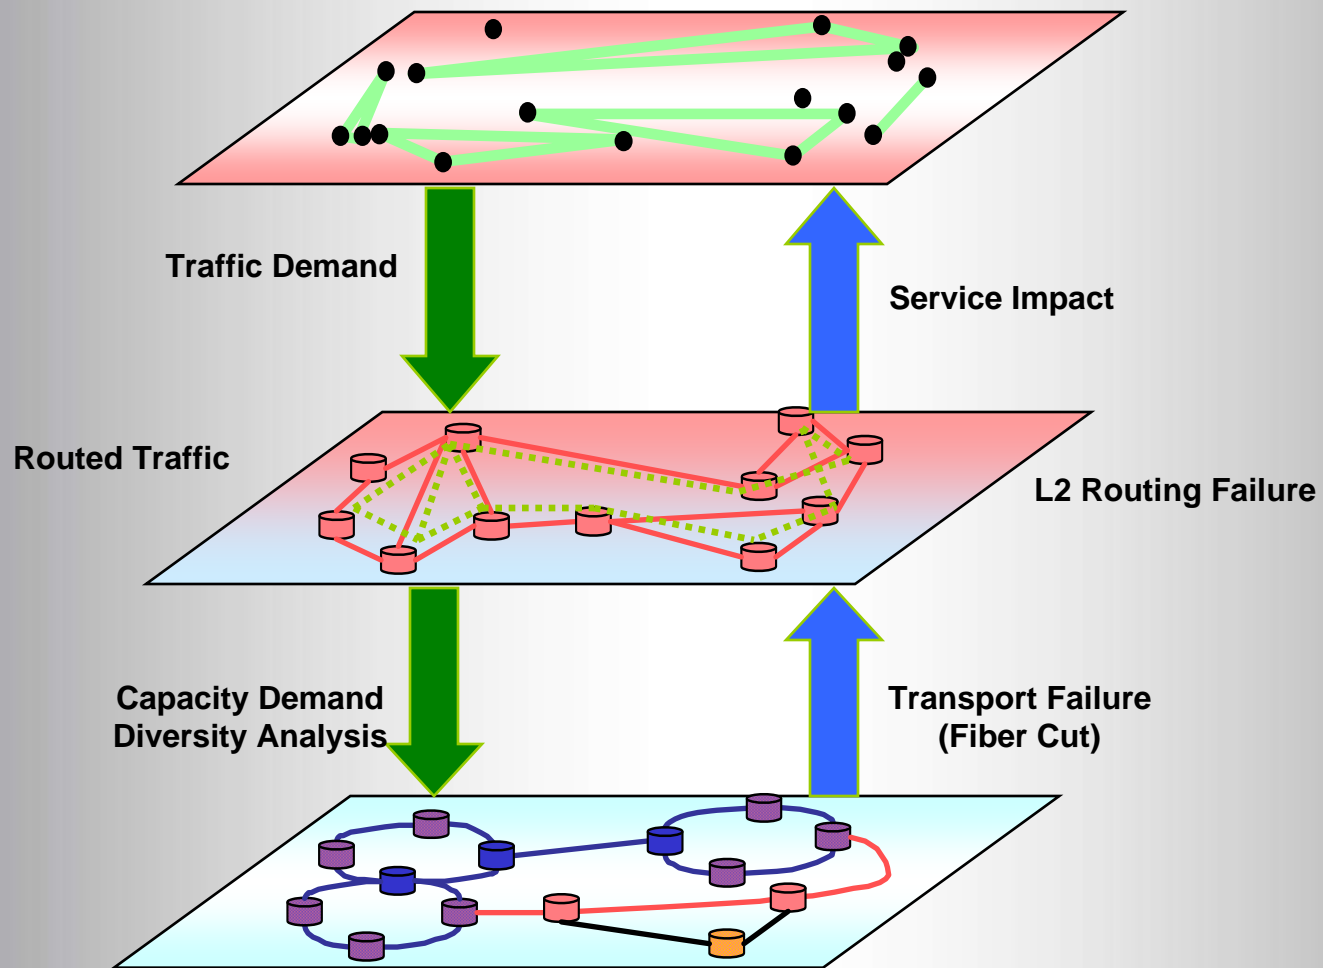 Traffic Demand
Service Impact
Routed Traffic
L2 Routing Failure
Capacity Demand
Diversity Analysis
Transport Failure
(Fiber Cut)